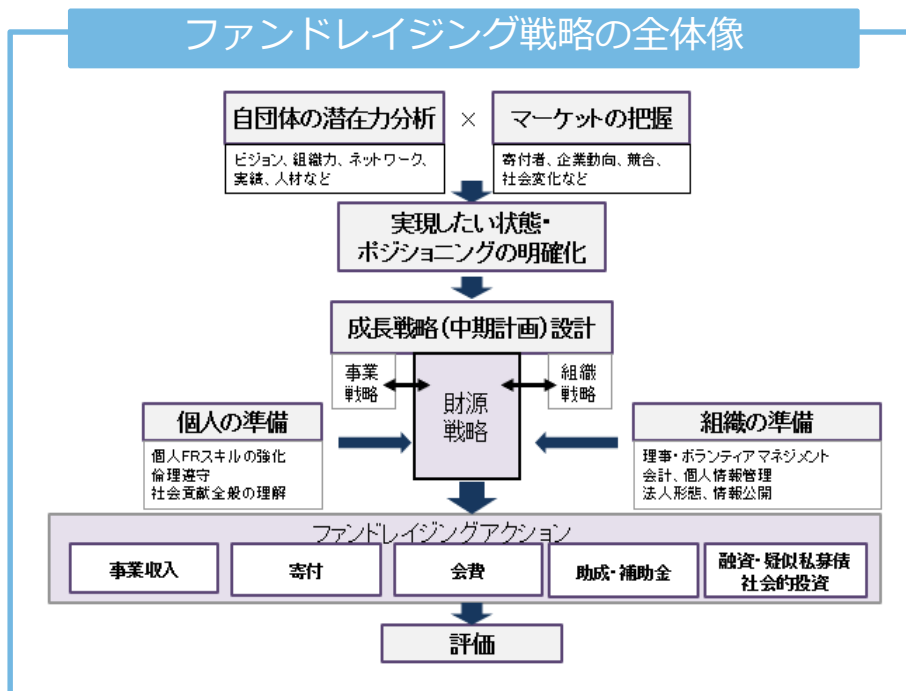 ファンドレイジング戦略の全体像
自団体の潜在力分析
×
マーケットの把握
ビジョン、組織力、ネットワーク、
実績、人材など
寄付者、企業動向、競合、
社会変化など
実現したい状態・
ポジショニングの明確化
成長戦略(中期計画)設計
事業
戦略
財源
戦略
組織
戦略
個人の準備
個人FRスキルの強化
倫理遵守
社会貢献全般の理解
組織の準備
理事・ボランティアマネジメント
会計、個人情報管理
法人形態、情報公開
ファンドレイジングアクション
事業収入
寄付
会費
助成・補助金
融資・疑似私募債
社会的投資
評価